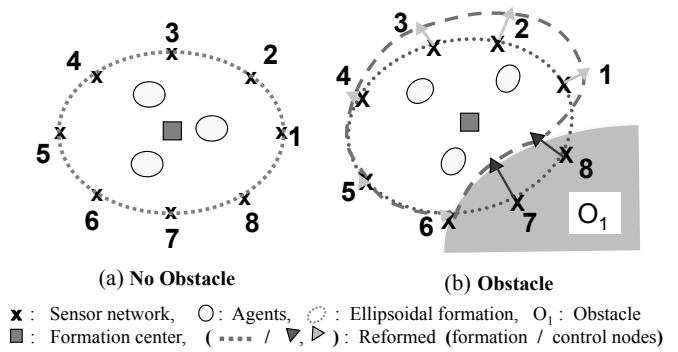 3 2
4
1
5
6 7 8
(a) No Obstacle
3 2
4 1
5
6 7 8
O1
(b) Obstacle
x : Sensor network, : Agents, : Ellipsoidal formation, O1 : Obstacle
: Formation center, ( / , ) : Reformed (formation / control nodes)